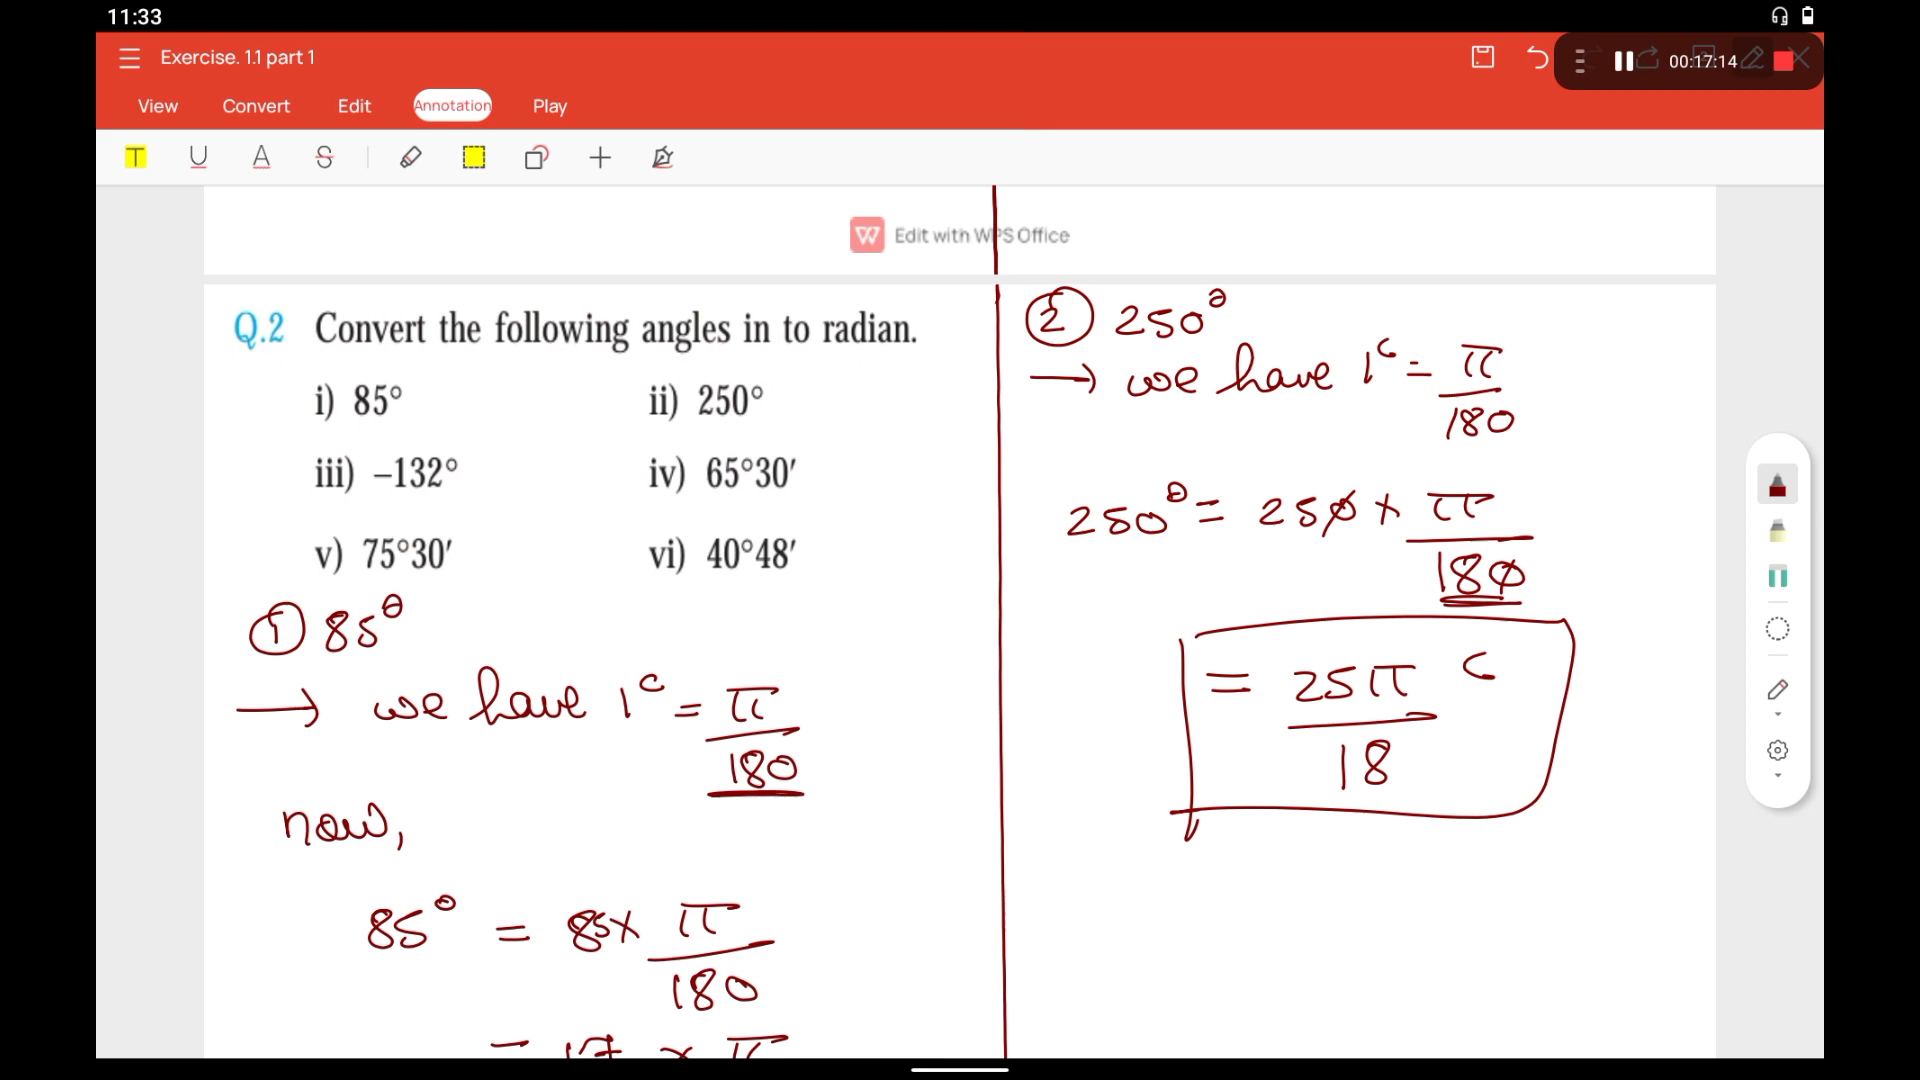 11:33
Exercise. 1.1 part 1
00:17:14
View Convert Edit Annotation Play
T U A S
Edit with WPS Office
Q.2 Convert the following angles in to radian.
i) 85° ii) 250°
iii) –132° iv) 65°30′
v) 75°30′ vi) 40°48′
① 85°
→ we have 1ᶜ = π
180
now,
85° = 85 × π
180
= 17 × π
② 250°
→ we have 1ᶜ = π
180
250° = 250 × π
180
= 25π ᶜ
18